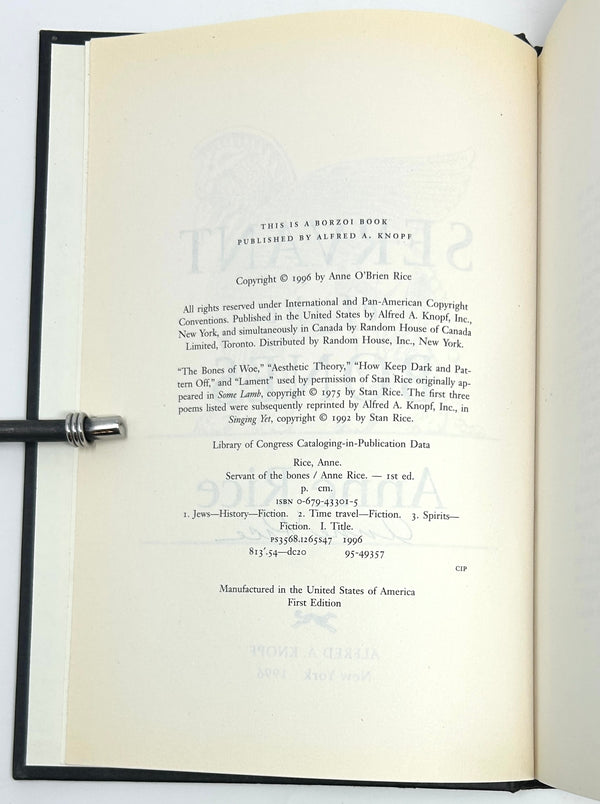 THIS IS A BORZOI BOOK
PUBLISHED BY ALFRED A. KNOPF
Copyright © 1996 by Anne O'Brien Rice
All rights reserved under International and Pan-American Copyright
Conventions. Published in the United States by Alfred A. Knopf, Inc.,
New York, and simultaneously in Canada by Random House of Canada
Limited, Toronto. Distributed by Random House, Inc., New York.
"The Bones of Woe," "Aesthetic Theory," "How Keep Dark and Pat-
tern Off," and "Lament" used by permission of Stan Rice originally ap-
peared in Some Lamb, copyright © 1975 by Stan Rice. The first three
poems listed were subsequently reprinted by Alfred A. Knopf, Inc., in
Singing Yet, copyright © 1992 by Stan Rice.
Library of Congress Cataloging-in-Publication Data
Rice, Anne.
Servant of the bones / Anne Rice. — 1st ed.
p. cm.
ISBN 0-679-43301-5
1. Jews—History—Fiction. 2. Time travel—Fiction. 3. Spirits—
Fiction. I. Title.
PS3568.I265S47 1996
813'.54—dc20 95-49357
CIP
Manufactured in the United States of America
First Edition
SERVANT
Anne Rice
ALFRED A. KNOPF
New York 1996